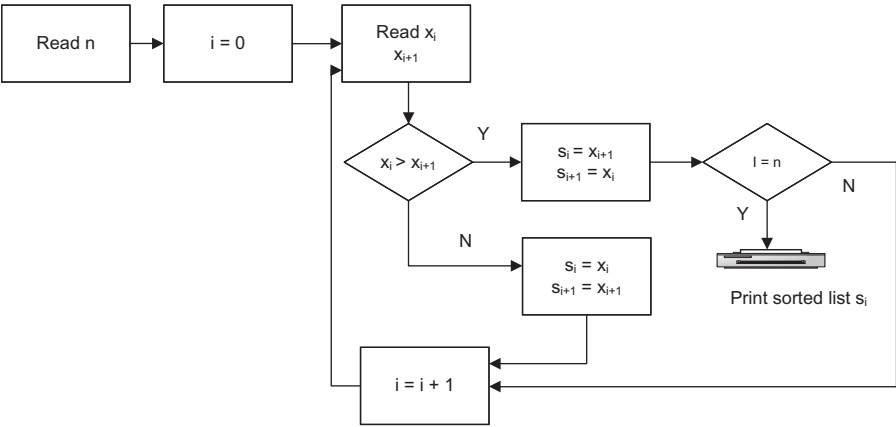 Read n
i = 0
Read xᵢ
xᵢ₊₁
xᵢ > xᵢ₊₁
Y
sᵢ = xᵢ₊₁
sᵢ₊₁ = xᵢ
I = n
N
Y
N
sᵢ = xᵢ
sᵢ₊₁ = xᵢ₊₁
Print sorted list sᵢ
i = i + 1